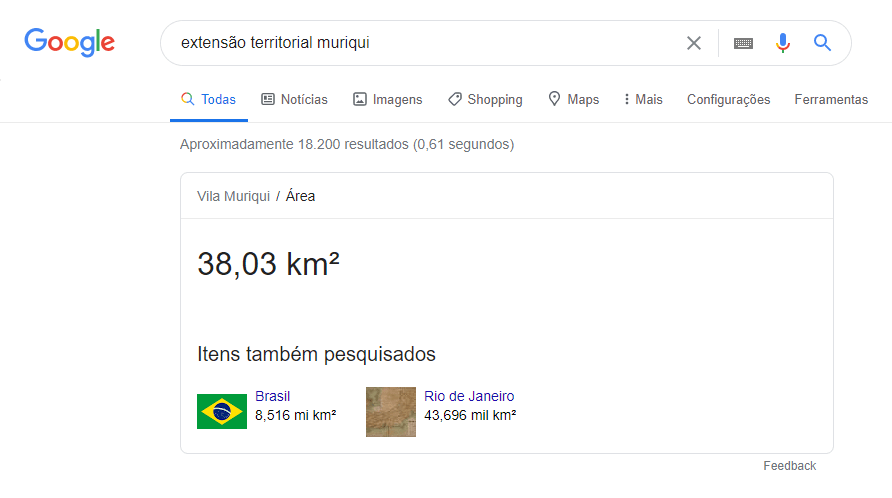 Google
extensão territorial muriqui
Todas Notícias Imagens Shopping Maps Mais Configurações Ferramentas
Aproximadamente 18.200 resultados (0,61 segundos)
Vila Muriqui / Área
38,03 km²
Itens também pesquisados
Brasil
8,516 mi km²
Rio de Janeiro
43,696 mil km²
Feedback